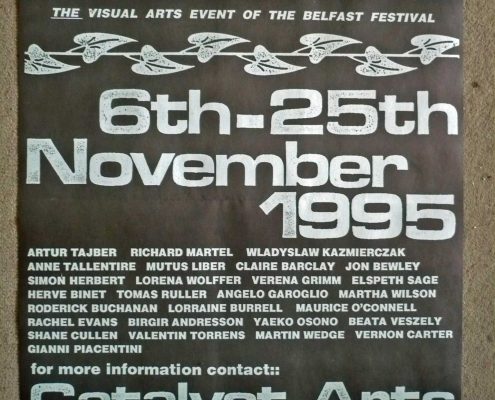 THE VISUAL ARTS EVENT OF THE BELFAST FESTIVAL
6th-25th
November
1995
ARTUR TAJBER RICHARD MARTEL WLADYSLAW KAZMIERCZAK
ANNE TALLENTIRE MUTUS LIBER CLAIRE BARCLAY JON BEWLEY
SIMON HERBERT LORENA WOLFFER VERENA GRIMM ELSPETH SAGE
HERVE BINET TOMAS RULLER ANGELO GAROGLIO MARTHA WILSON
RODERICK BUCHANAN LORRAINE BURRELL MAURICE O'CONNELL
RACHEL EVANS BIRGIR ANDRESSON YAEKO OSONO BEATA VESZELY
SHANE CULLEN VALENTIN TORRENS MARTIN WEDGE VERNON CARTER
GIANNI PIACENTINI
for more information contact::
Catalyst Arts